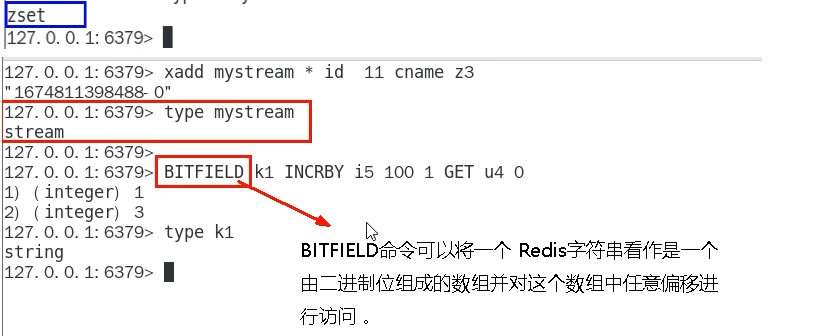 zset
127.0.0.1:6379>
127.0.0.1:6379> xadd mystream * id  11 cname z3
"1674811398488-0"
127.0.0.1:6379> type mystream
stream
127.0.0.1:6379>
127.0.0.1:6379> BITFIELD k1 INCRBY i5 100 1 GET u4 0
1) (integer) 1
2) (integer) 3
127.0.0.1:6379> type k1
string
127.0.0.1:6379>
BITFIELD命令可以将一个 Redis字符串看作是一个
由二进制位组成的数组并对这个数组中任意偏移进
行访问 。